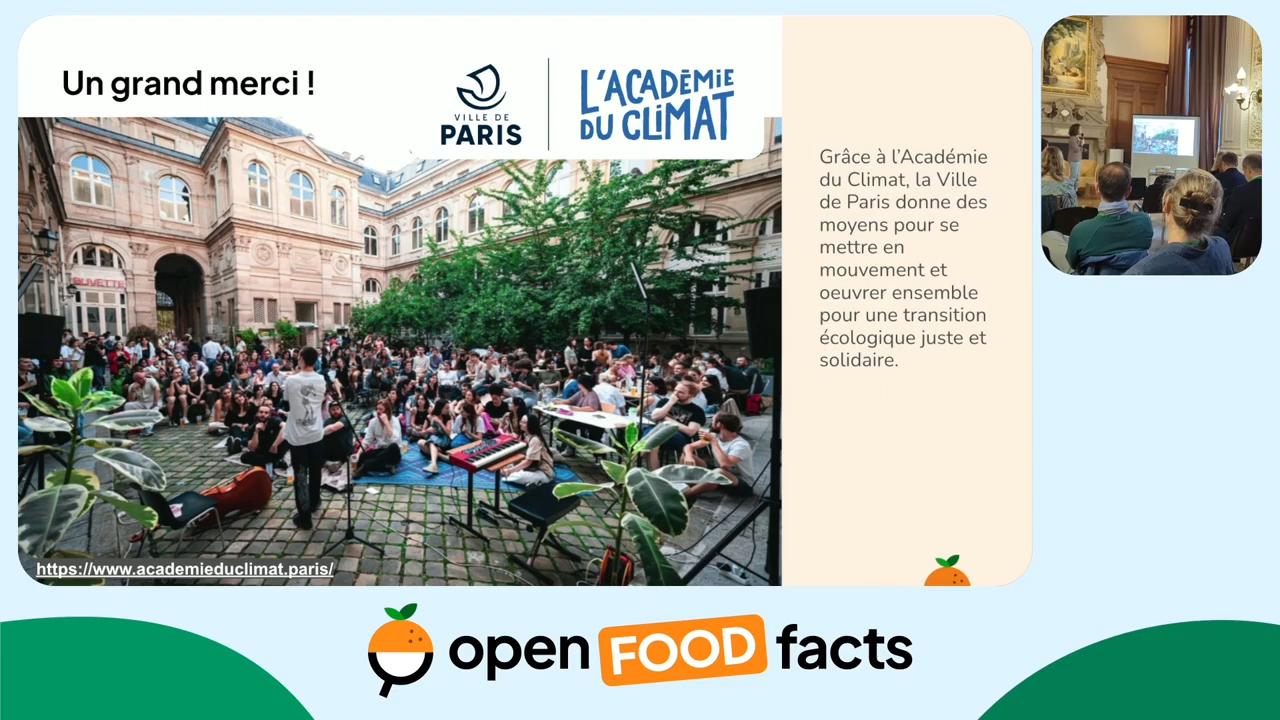 Un grand merci !
VILLE DE
PARIS
L'ACADÉMiE
DU CLiMAT
BUVETTE
Grâce à l'Académie
du Climat, la Ville
de Paris donne des
moyens pour se
mettre en
mouvement et
oeuvrer ensemble
pour une transition
écologique juste et
solidaire.
https://www.academieduclimat.paris/
open FOOD facts